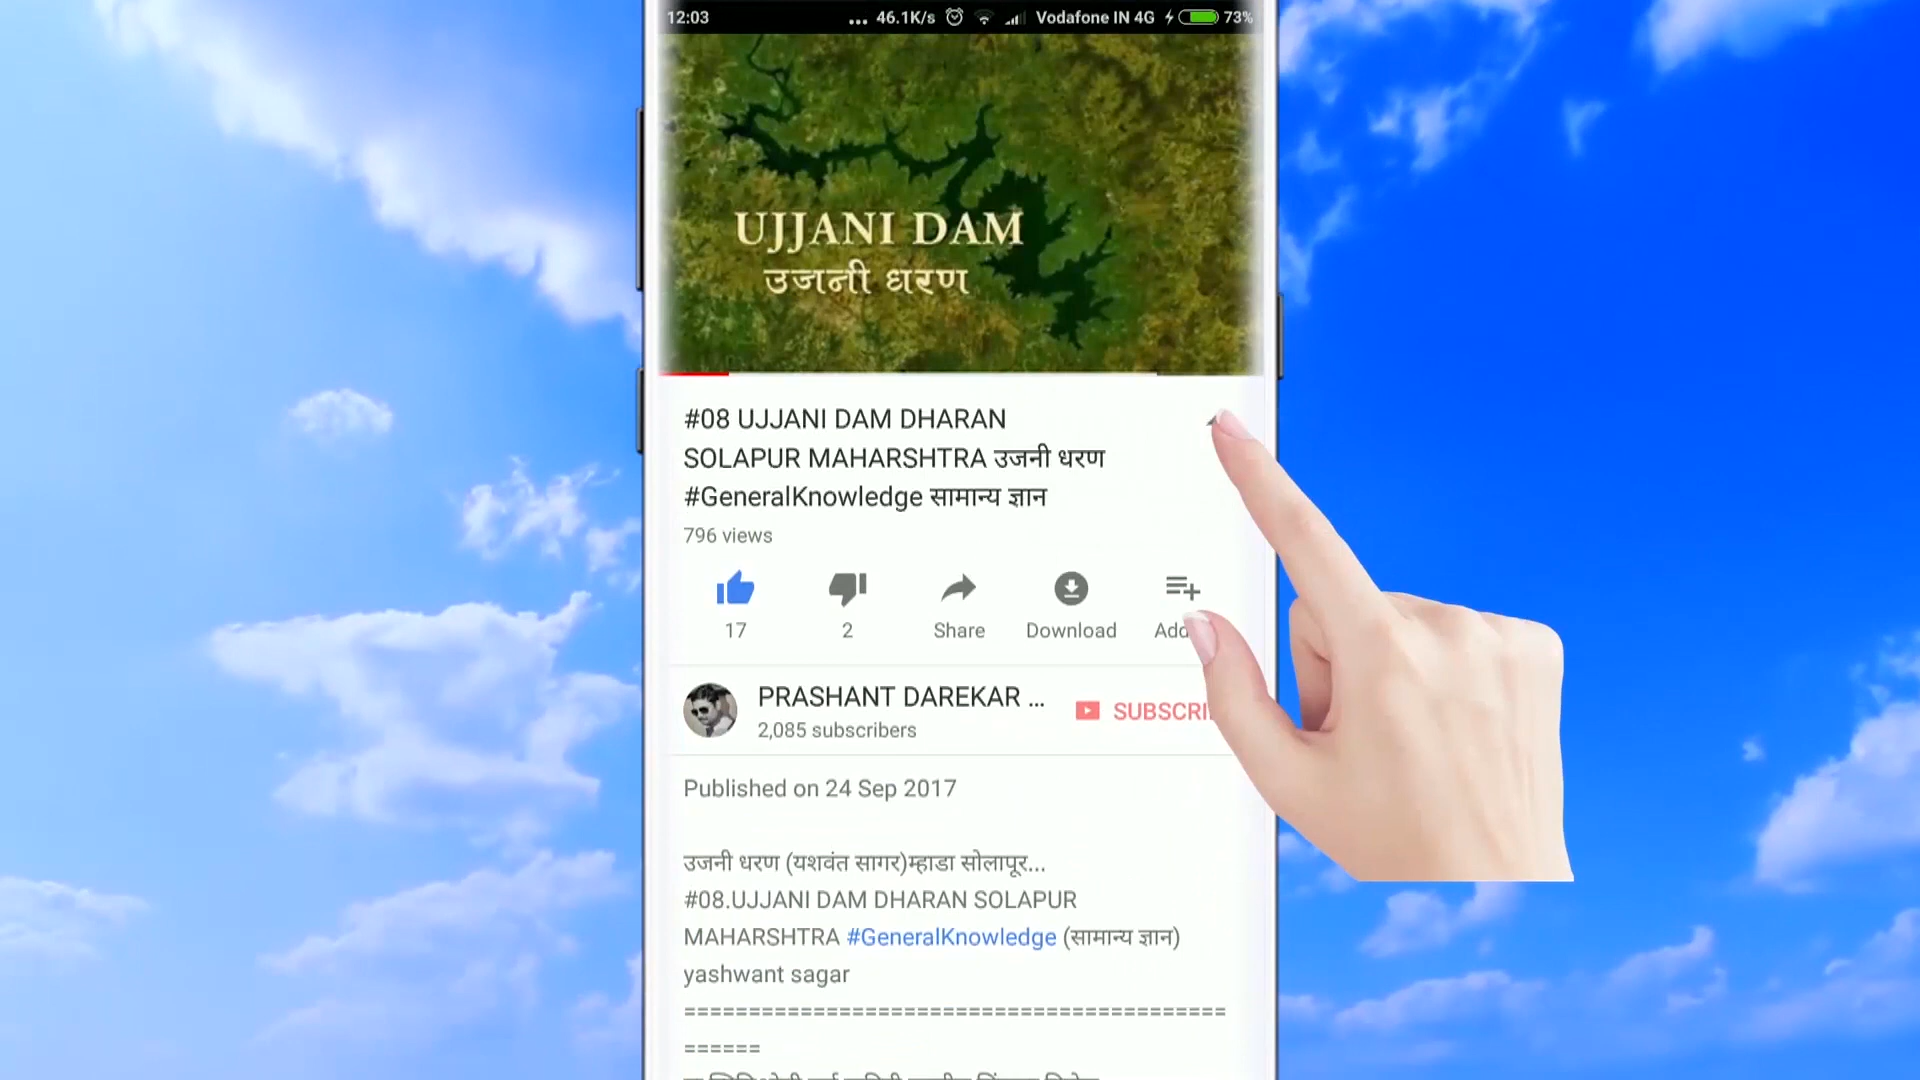 12:03 ... 46.1K/s Vodafone IN 4G 73%
UJJANI DAM
उजनी धरण
#08 UJJANI DAM DHARAN
SOLAPUR MAHARSHTRA उजनी धरण
#GeneralKnowledge सामान्य ज्ञान
796 views
17 2 Share Download Add
PRASHANT DAREKAR ...
SUBSCRI
2,085 subscribers
Published on 24 Sep 2017
उजनी धरण (यशवंत सागर)म्हाडा सोलापूर...
#08.UJJANI DAM DHARAN SOLAPUR
MAHARSHTRA #GeneralKnowledge (सामान्य ज्ञान)
yashwant sagar
==========================================
======